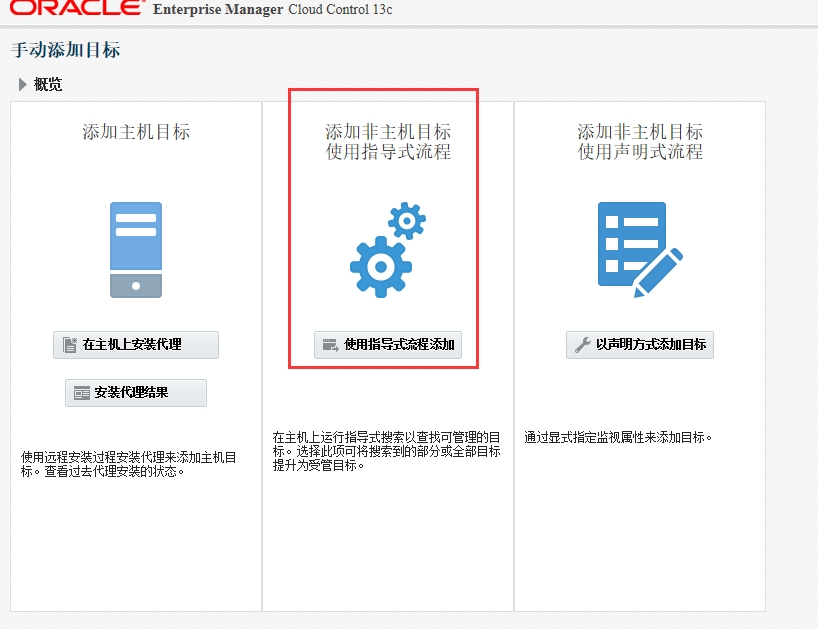 ORACLE Enterprise Manager Cloud Control 13c
手动添加目标
概览
添加主机目标
在主机上安装代理
安装代理结果
使用远程安装过程安装代理来添加主机目
标。查看过去代理安装的状态。
添加非主机目标
使用指导式流程
使用指导式流程添加
在主机上运行指导式搜索以查找可管理的目
标。选择此项可将搜索到的部分或全部目标
提升为受管目标。
添加非主机目标
使用声明式流程
以声明方式添加目标
通过显式指定监视属性来添加目标。